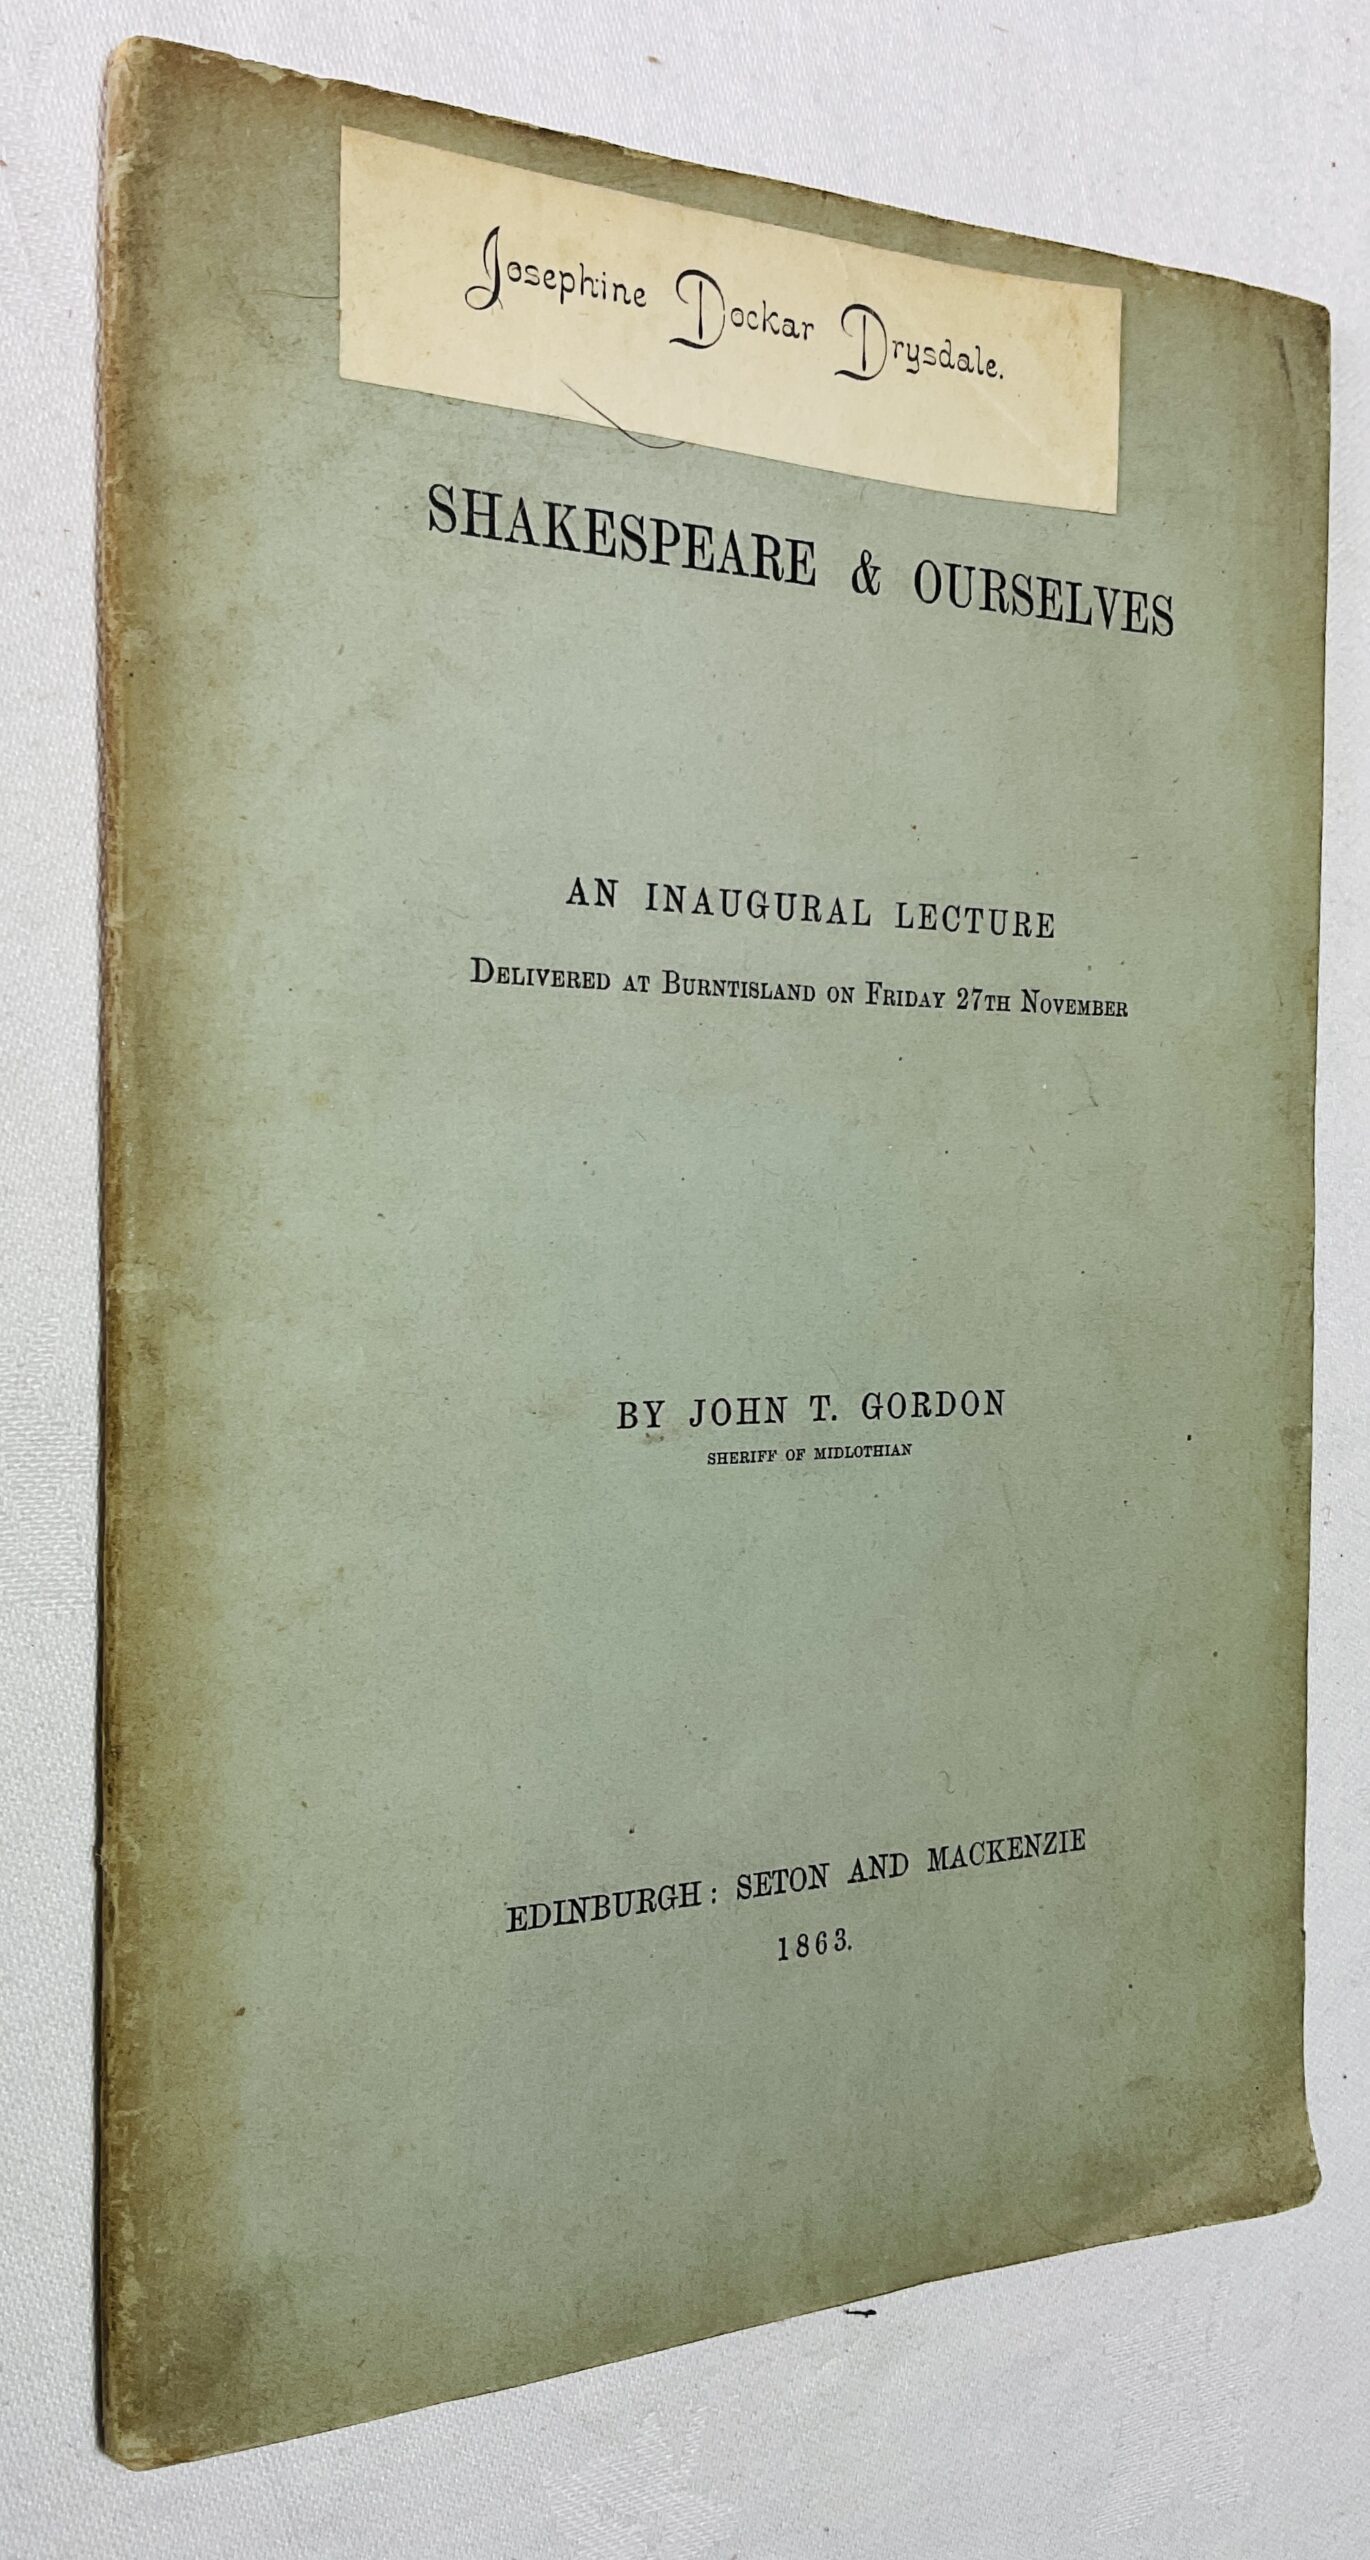 Josephine Dockar Drysdale.
SHAKESPEARE & OURSELVES
AN INAUGURAL LECTURE
DELIVERED AT BURNTISLAND ON FRIDAY 27TH NOVEMBER
BY JOHN T. GORDON
SHERIFF OF MIDLOTHIAN
EDINBURGH: SETON AND MACKENZIE
1863.